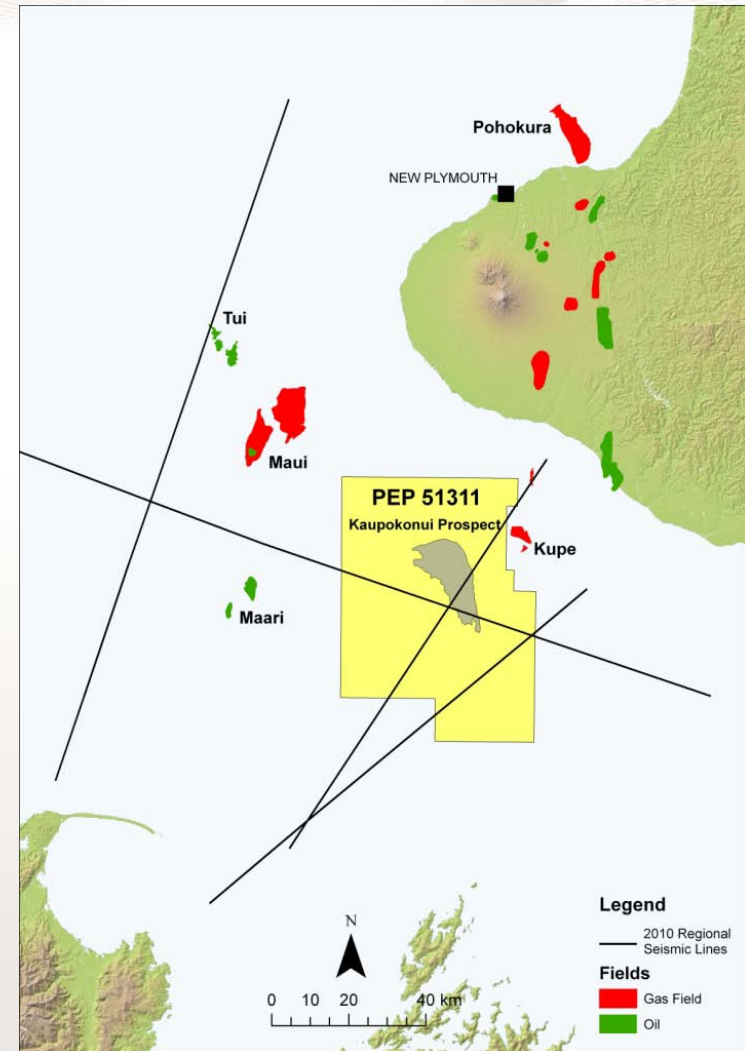 Pohokura
NEW PLYMOUTH
Tui
Maui
PEP 51311
Kaupokonui Prospect
Kupe
Maari
Legend
2010 Regional
Seismic Lines
Fields
Gas Field
Oil
N
0 10 20 40 km